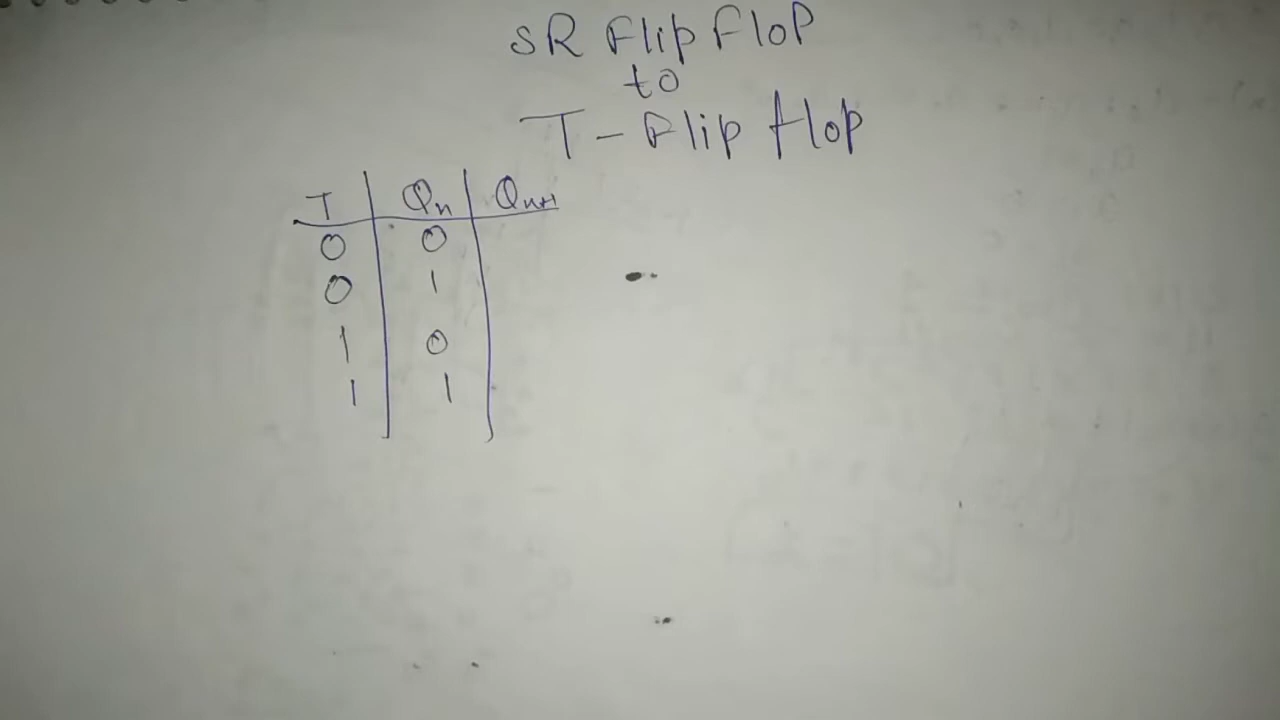 SR Flip Flop
to
T - Flip flop
T Qn Qn+1
0 0
0 1
1 0
1 1